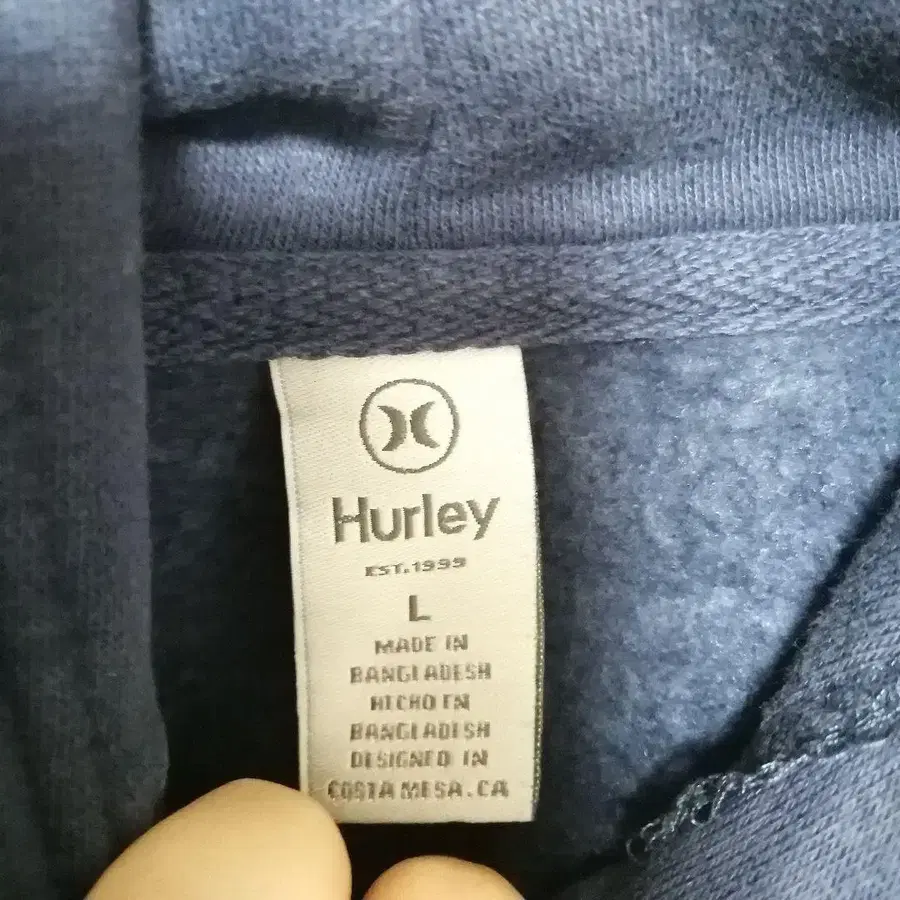 Hurley
EST.1999
L
MADE IN
BANGLADESH
HECHO EN
BANGLADESH
DESIGNED IN
COSTA MESA.CA